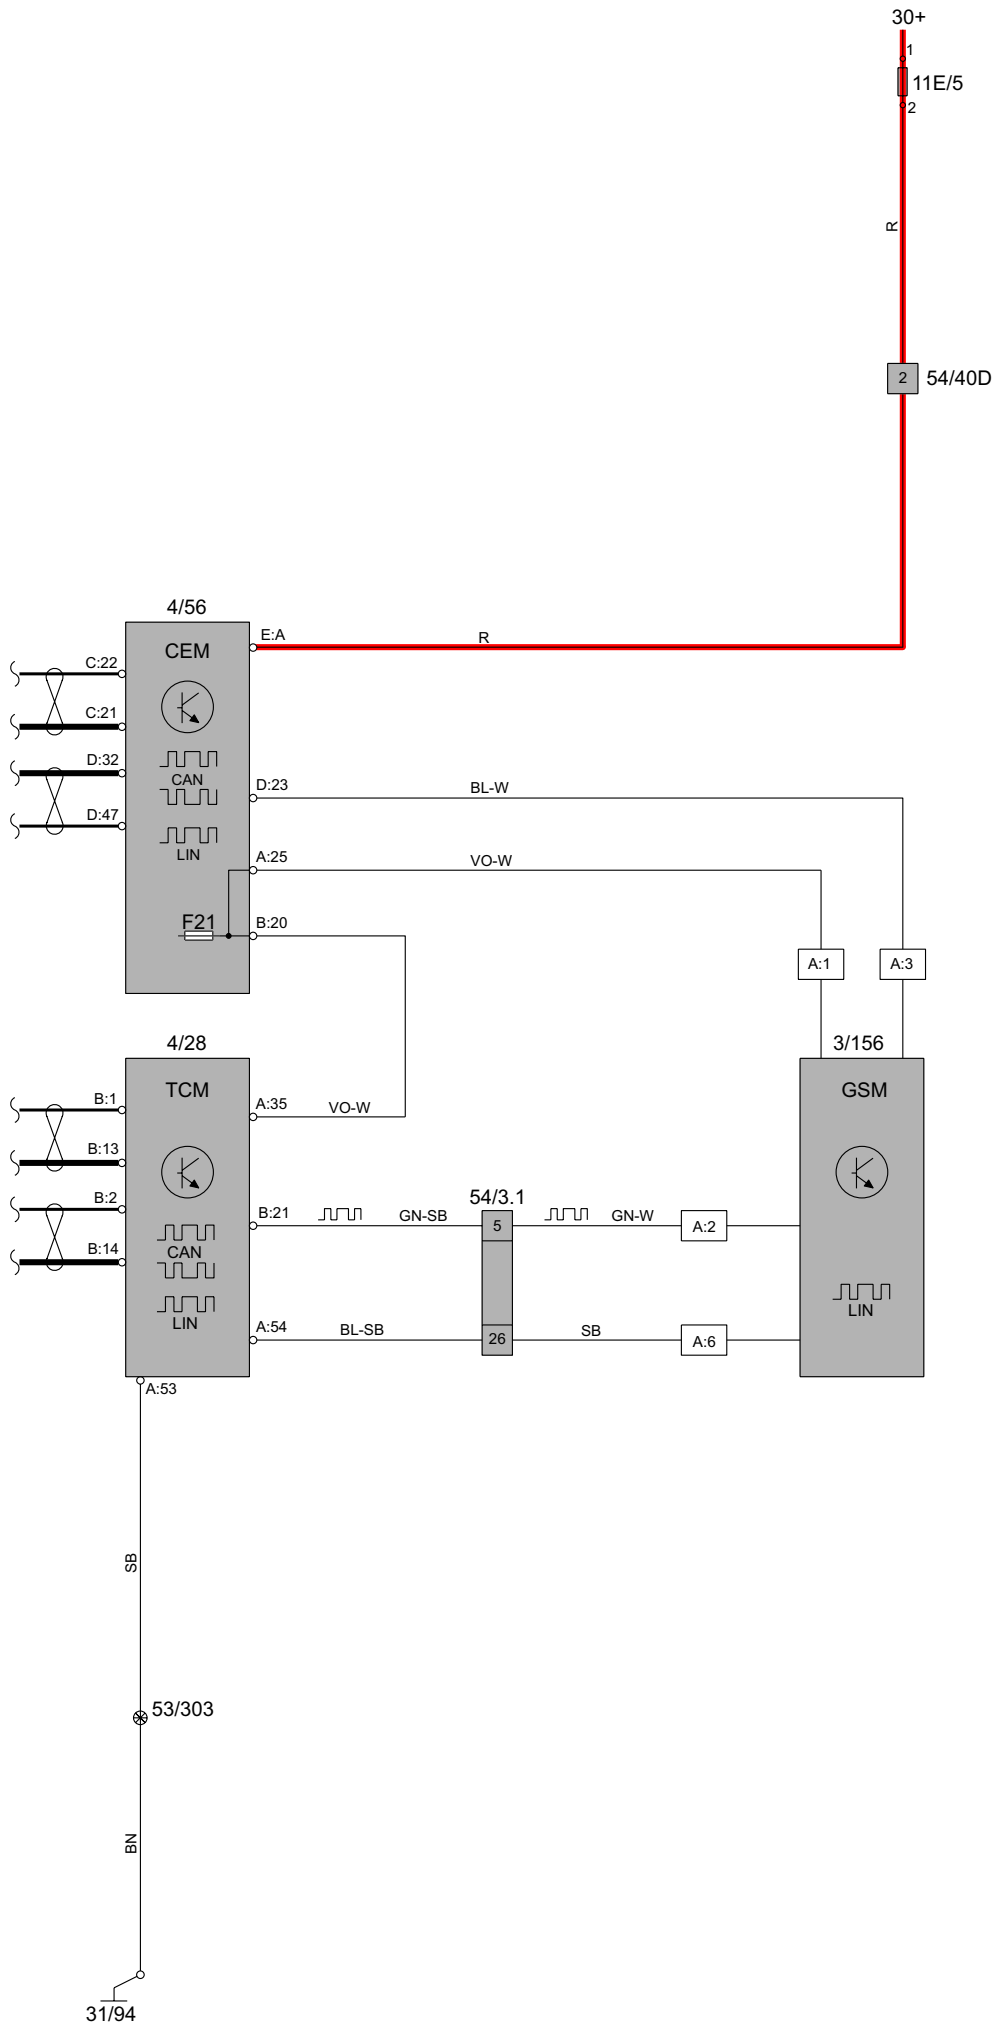 30+
1
11E/5
2
R
2
54/40D
4/56
CEM
E:A
R
C:22
C:21
D:32
CAN
D:23
BL-W
D:47
LIN
A:25
VO-W
F21
B:20
A:1
A:3
4/28
3/156
TCM
GSM
B:1
A:35
VO-W
B:13
B:2
54/3.1
B:21
GN-SB
5
GN-W
A:2
B:14
CAN
LIN
LIN
A:54
BL-SB
26
SB
A:6
A:53
SB
53/303
BN
31/94